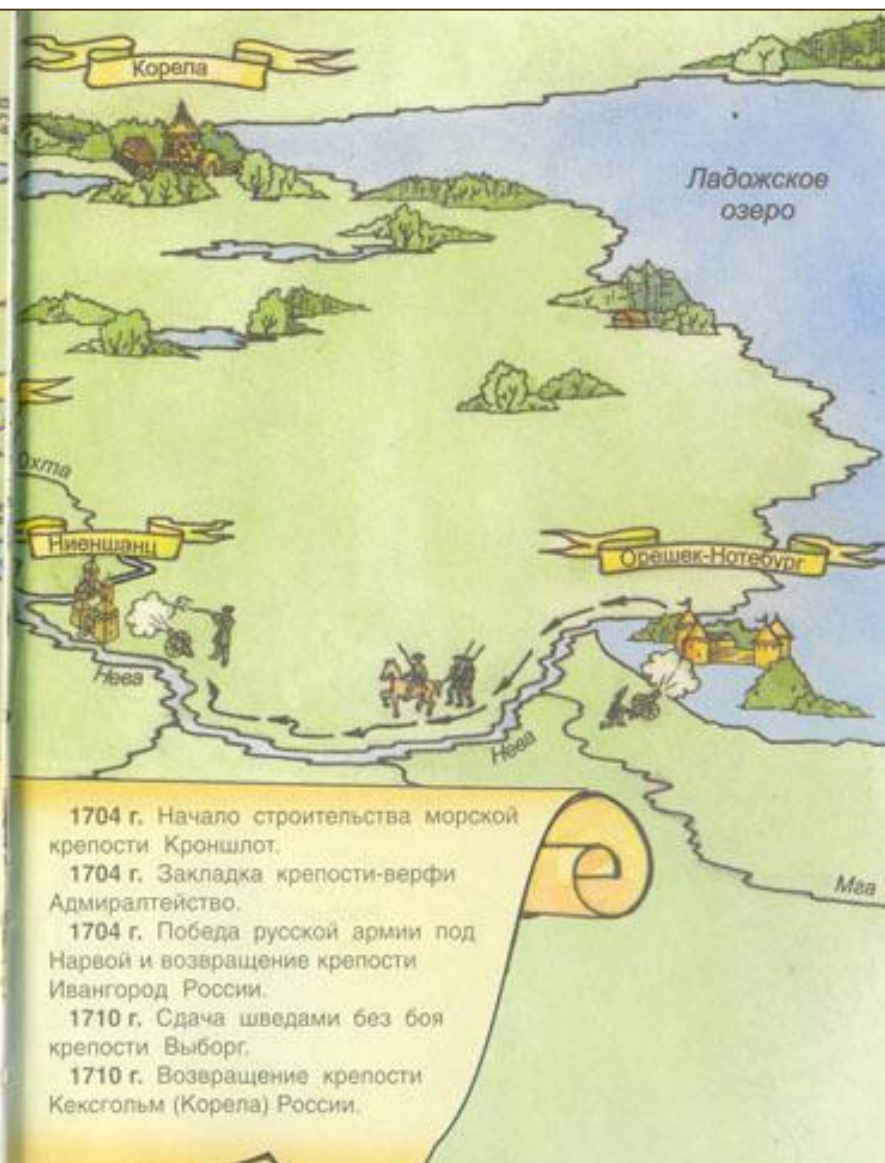 Корела
Ладожское
озеро
Охта
Ниеншанц
Орешек-Нотебург
Нева
Нева
1704 г. Начало строительства морской
крепости Кроншлот.
1704 г. Закладка крепости-верфи
Адмиралтейство.
1704 г. Победа русской армии под
Нарвой и возвращение крепости
Ивангород России.
1710 г. Сдача шведами без боя
крепости Выборг.
1710 г. Возвращение крепости
Кексгольм (Корела) России.
Мга